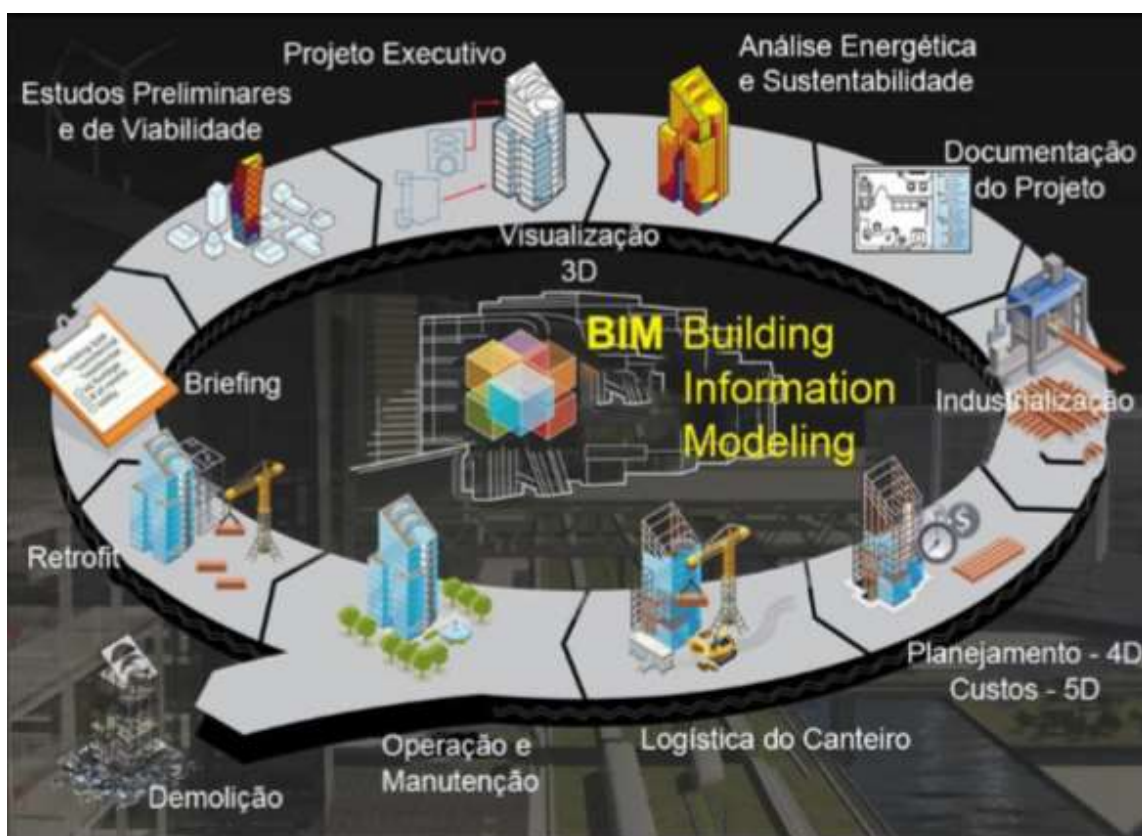 Projeto Executivo
Análise Energética
e Sustentabilidade
Estudos Preliminares
e de Viabilidade
Documentação
do Projeto
Visualização
3D
BIM Building
Information
Modeling
Briefing
Industrialização
Retrofit
Planejamento - 4D
Custos - 5D
Logística do Canteiro
Operação e
Manutenção
Demolição
$